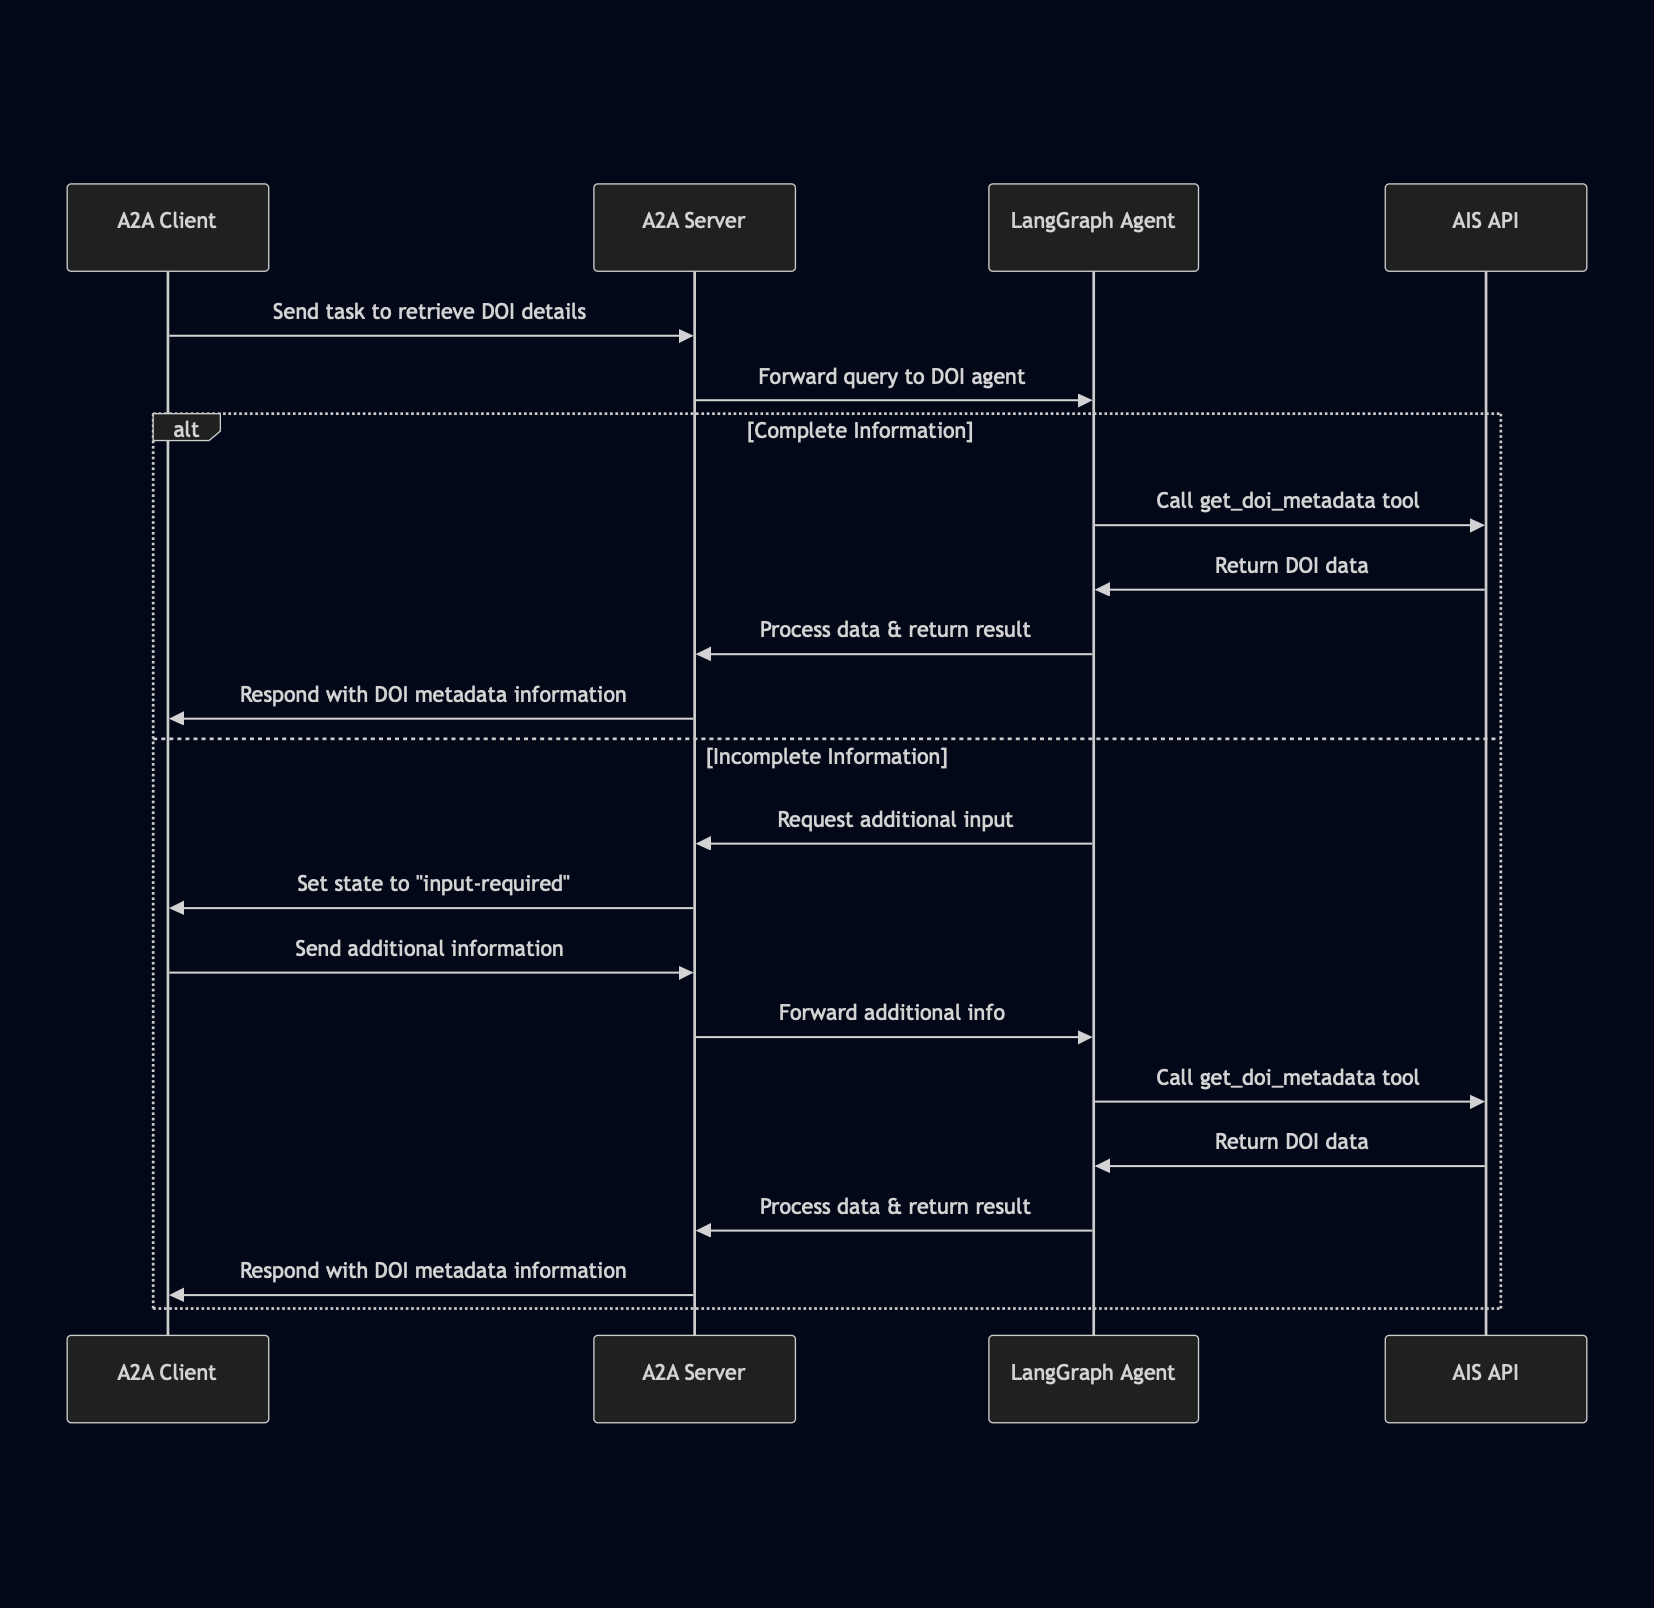 A2A Client
A2A Server
LangGraph Agent
AIS API
Send task to retrieve DOI details
Forward query to DOI agent
alt
[Complete Information]
Call get_doi_metadata tool
Return DOI data
Process data & return result
Respond with DOI metadata information
[Incomplete Information]
Request additional input
Set state to "input-required"
Send additional information
Forward additional info
Call get_doi_metadata tool
Return DOI data
Process data & return result
Respond with DOI metadata information
A2A Client
A2A Server
LangGraph Agent
AIS API